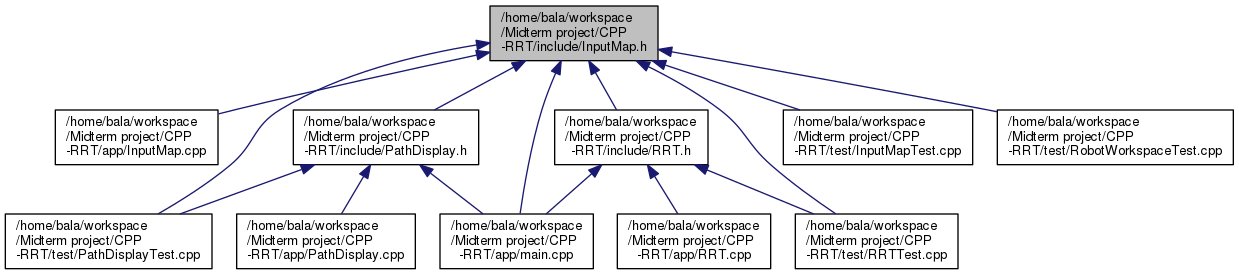 /home/bala/workspace
/Midterm project/CPP
-RRT/include/InputMap.h
/home/bala/workspace
/Midterm project/CPP
-RRT/app/InputMap.cpp
/home/bala/workspace
/Midterm project/CPP
-RRT/include/PathDisplay.h
/home/bala/workspace
/Midterm project/CPP
-RRT/include/RRT.h
/home/bala/workspace
/Midterm project/CPP
-RRT/test/InputMapTest.cpp
/home/bala/workspace
/Midterm project/CPP
-RRT/test/RobotWorkspaceTest.cpp
/home/bala/workspace
/Midterm project/CPP
-RRT/test/PathDisplayTest.cpp
/home/bala/workspace
/Midterm project/CPP
-RRT/app/PathDisplay.cpp
/home/bala/workspace
/Midterm project/CPP
-RRT/app/main.cpp
/home/bala/workspace
/Midterm project/CPP
-RRT/app/RRT.cpp
/home/bala/workspace
/Midterm project/CPP
-RRT/test/RRTTest.cpp